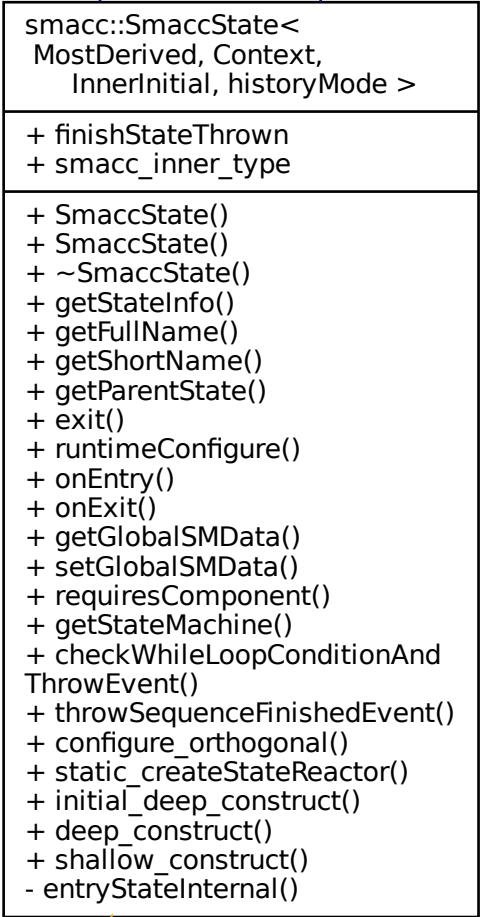 smacc::SmaccState<
MostDerived, Context,
InnerInitial, historyMode >
+ finishStateThrown
+ smacc_inner_type
+ SmaccState()
+ SmaccState()
+ ~SmaccState()
+ getStateInfo()
+ getFullName()
+ getShortName()
+ getParentState()
+ exit()
+ runtimeConfigure()
+ onEntry()
+ onExit()
+ getGlobalSMData()
+ setGlobalSMData()
+ requiresComponent()
+ getStateMachine()
+ checkWhileLoopConditionAnd
ThrowEvent()
+ throwSequenceFinishedEvent()
+ configure_orthogonal()
+ static_createStateReactor()
+ initial_deep_construct()
+ deep_construct()
+ shallow_construct()
- entryStateInternal()